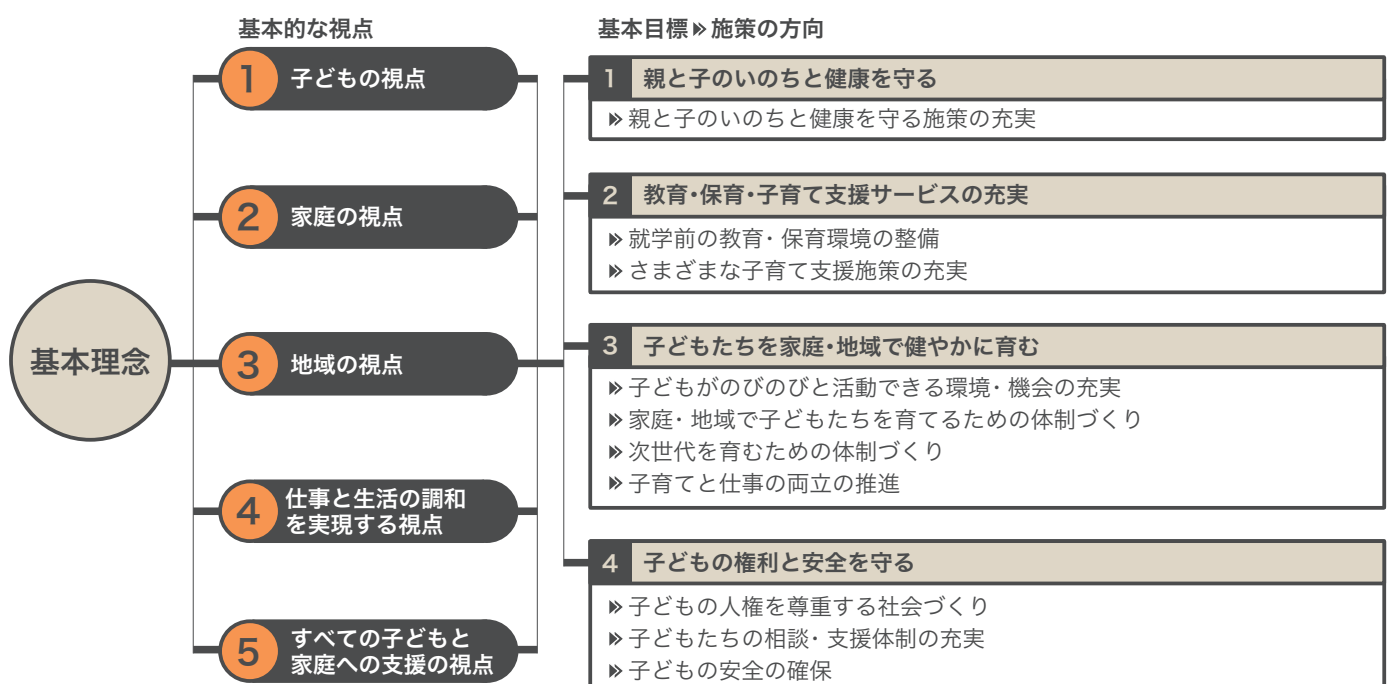 基本的な視点
基本目標 施策の方向
基本理念
1 子どもの視点
2 家庭の視点
3 地域の視点
4 仕事と生活の調和
を実現する視点
5 すべての子どもと
家庭への支援の視点
1 親と子のいのちと健康を守る
親と子のいのちと健康を守る施策の充実
2 教育・保育・子育て支援サービスの充実
就学前の教育・保育環境の整備
さまざまな子育て支援施策の充実
3 子どもたちを家庭・地域で健やかに育む
子どもがのびのびと活動できる環境・機会の充実
家庭・地域で子どもたちを育てるための体制づくり
次世代を育むための体制づくり
子育てと仕事の両立の推進
4 子どもの権利と安全を守る
子どもの人権を尊重する社会づくり
子どもたちの相談・支援体制の充実
子どもの安全の確保